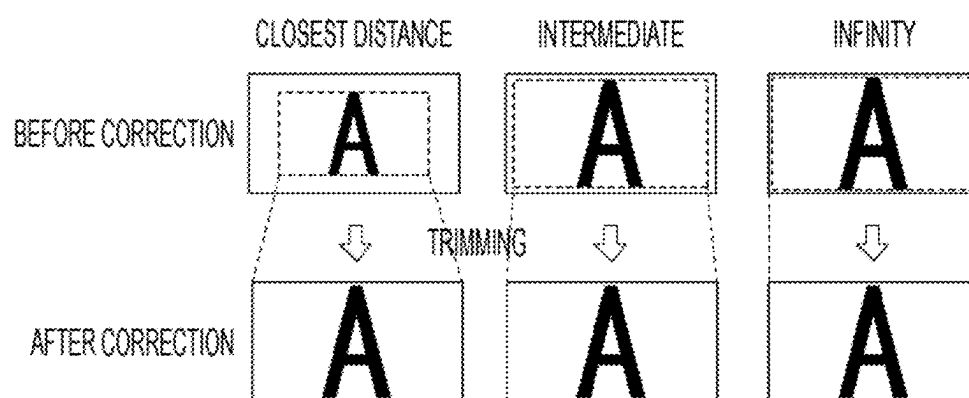 CLOSEST DISTANCE INTERMEDIATE INFINITY
BEFORE CORRECTION A A A
TRIMMING
AFTER CORRECTION A A A